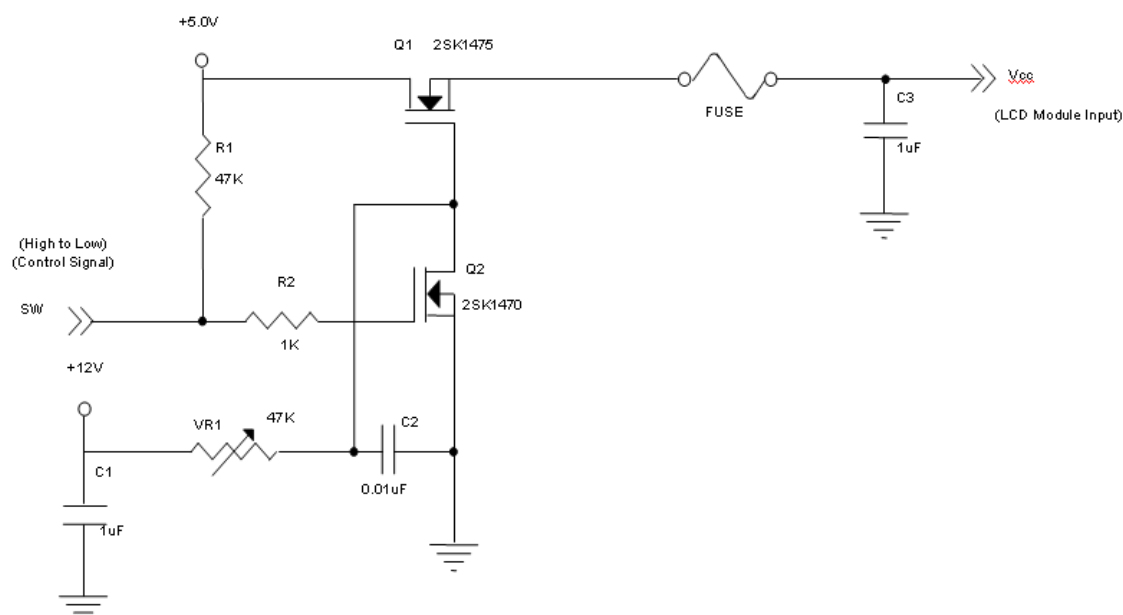 +5.0V
Q1 2SK1475
Vcc
FUSE
C3
(LCD Module Input)
1uF
R1
47K
(High to Low)
(Control Signal)
SW
R2
1K
Q2
2SK1470
+12V
VR1
47K
C2
0.01uF
C1
1uF